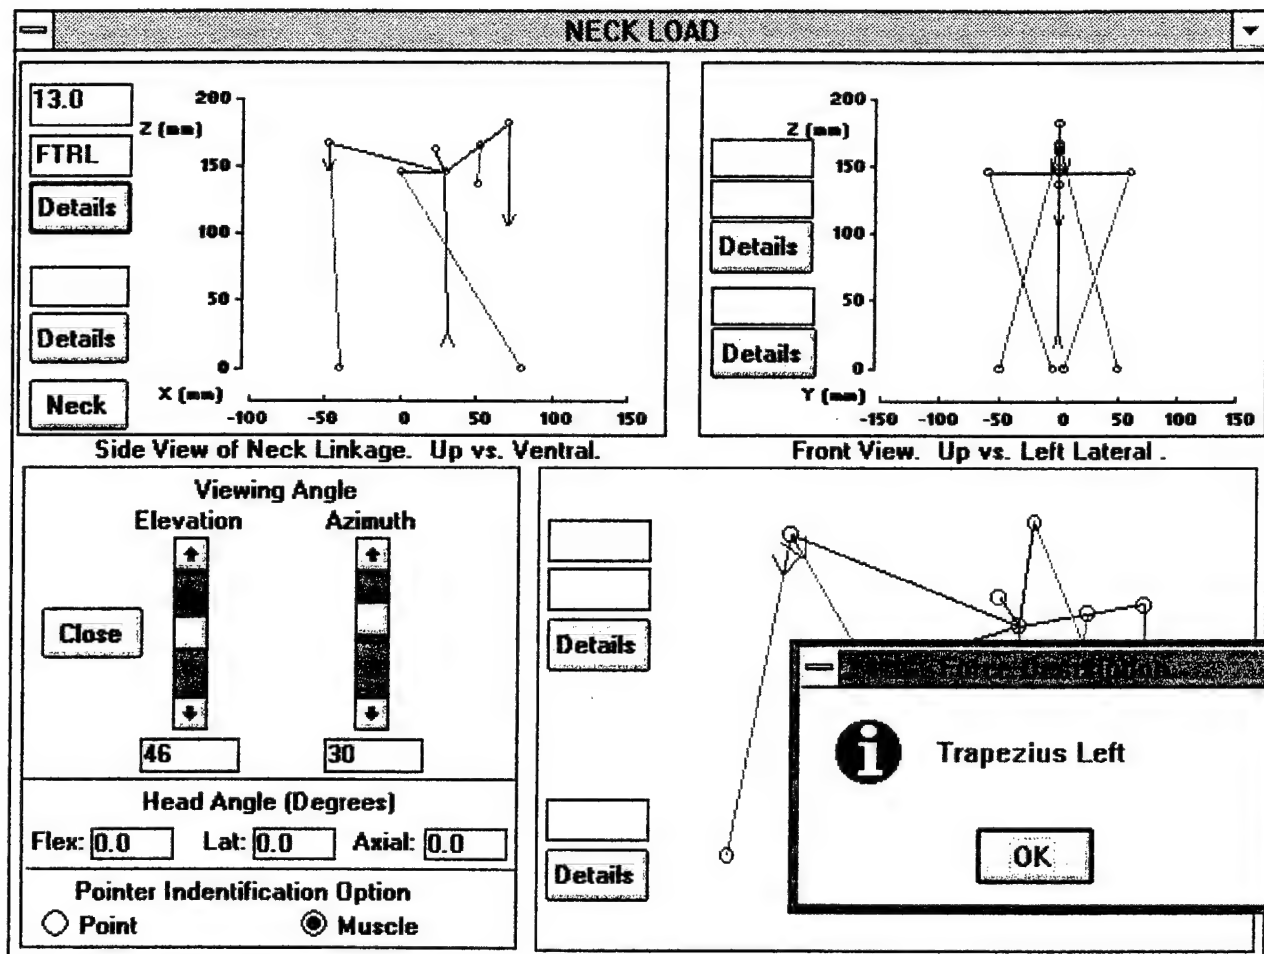 NECK LOAD
13.0
FTRL
Details
Details
Neck
200
Z (mm)
150
100
50
0
X (mm)
-100 -50 0 50 100 150
Side View of Neck Linkage. Up vs. Ventral.
200
Z (mm)
150
100
50
0
Details
Details
Y (mm)
-150 -100 -50 0 50 100 150
Front View. Up vs. Left Lateral .
Viewing Angle
Elevation Azimuth
Close
46 30
Head Angle (Degrees)
Flex: 0.0 Lat: 0.0 Axial: 0.0
Pointer Indentification Option
Point Muscle
Details
Details
Trapezius Left
OK